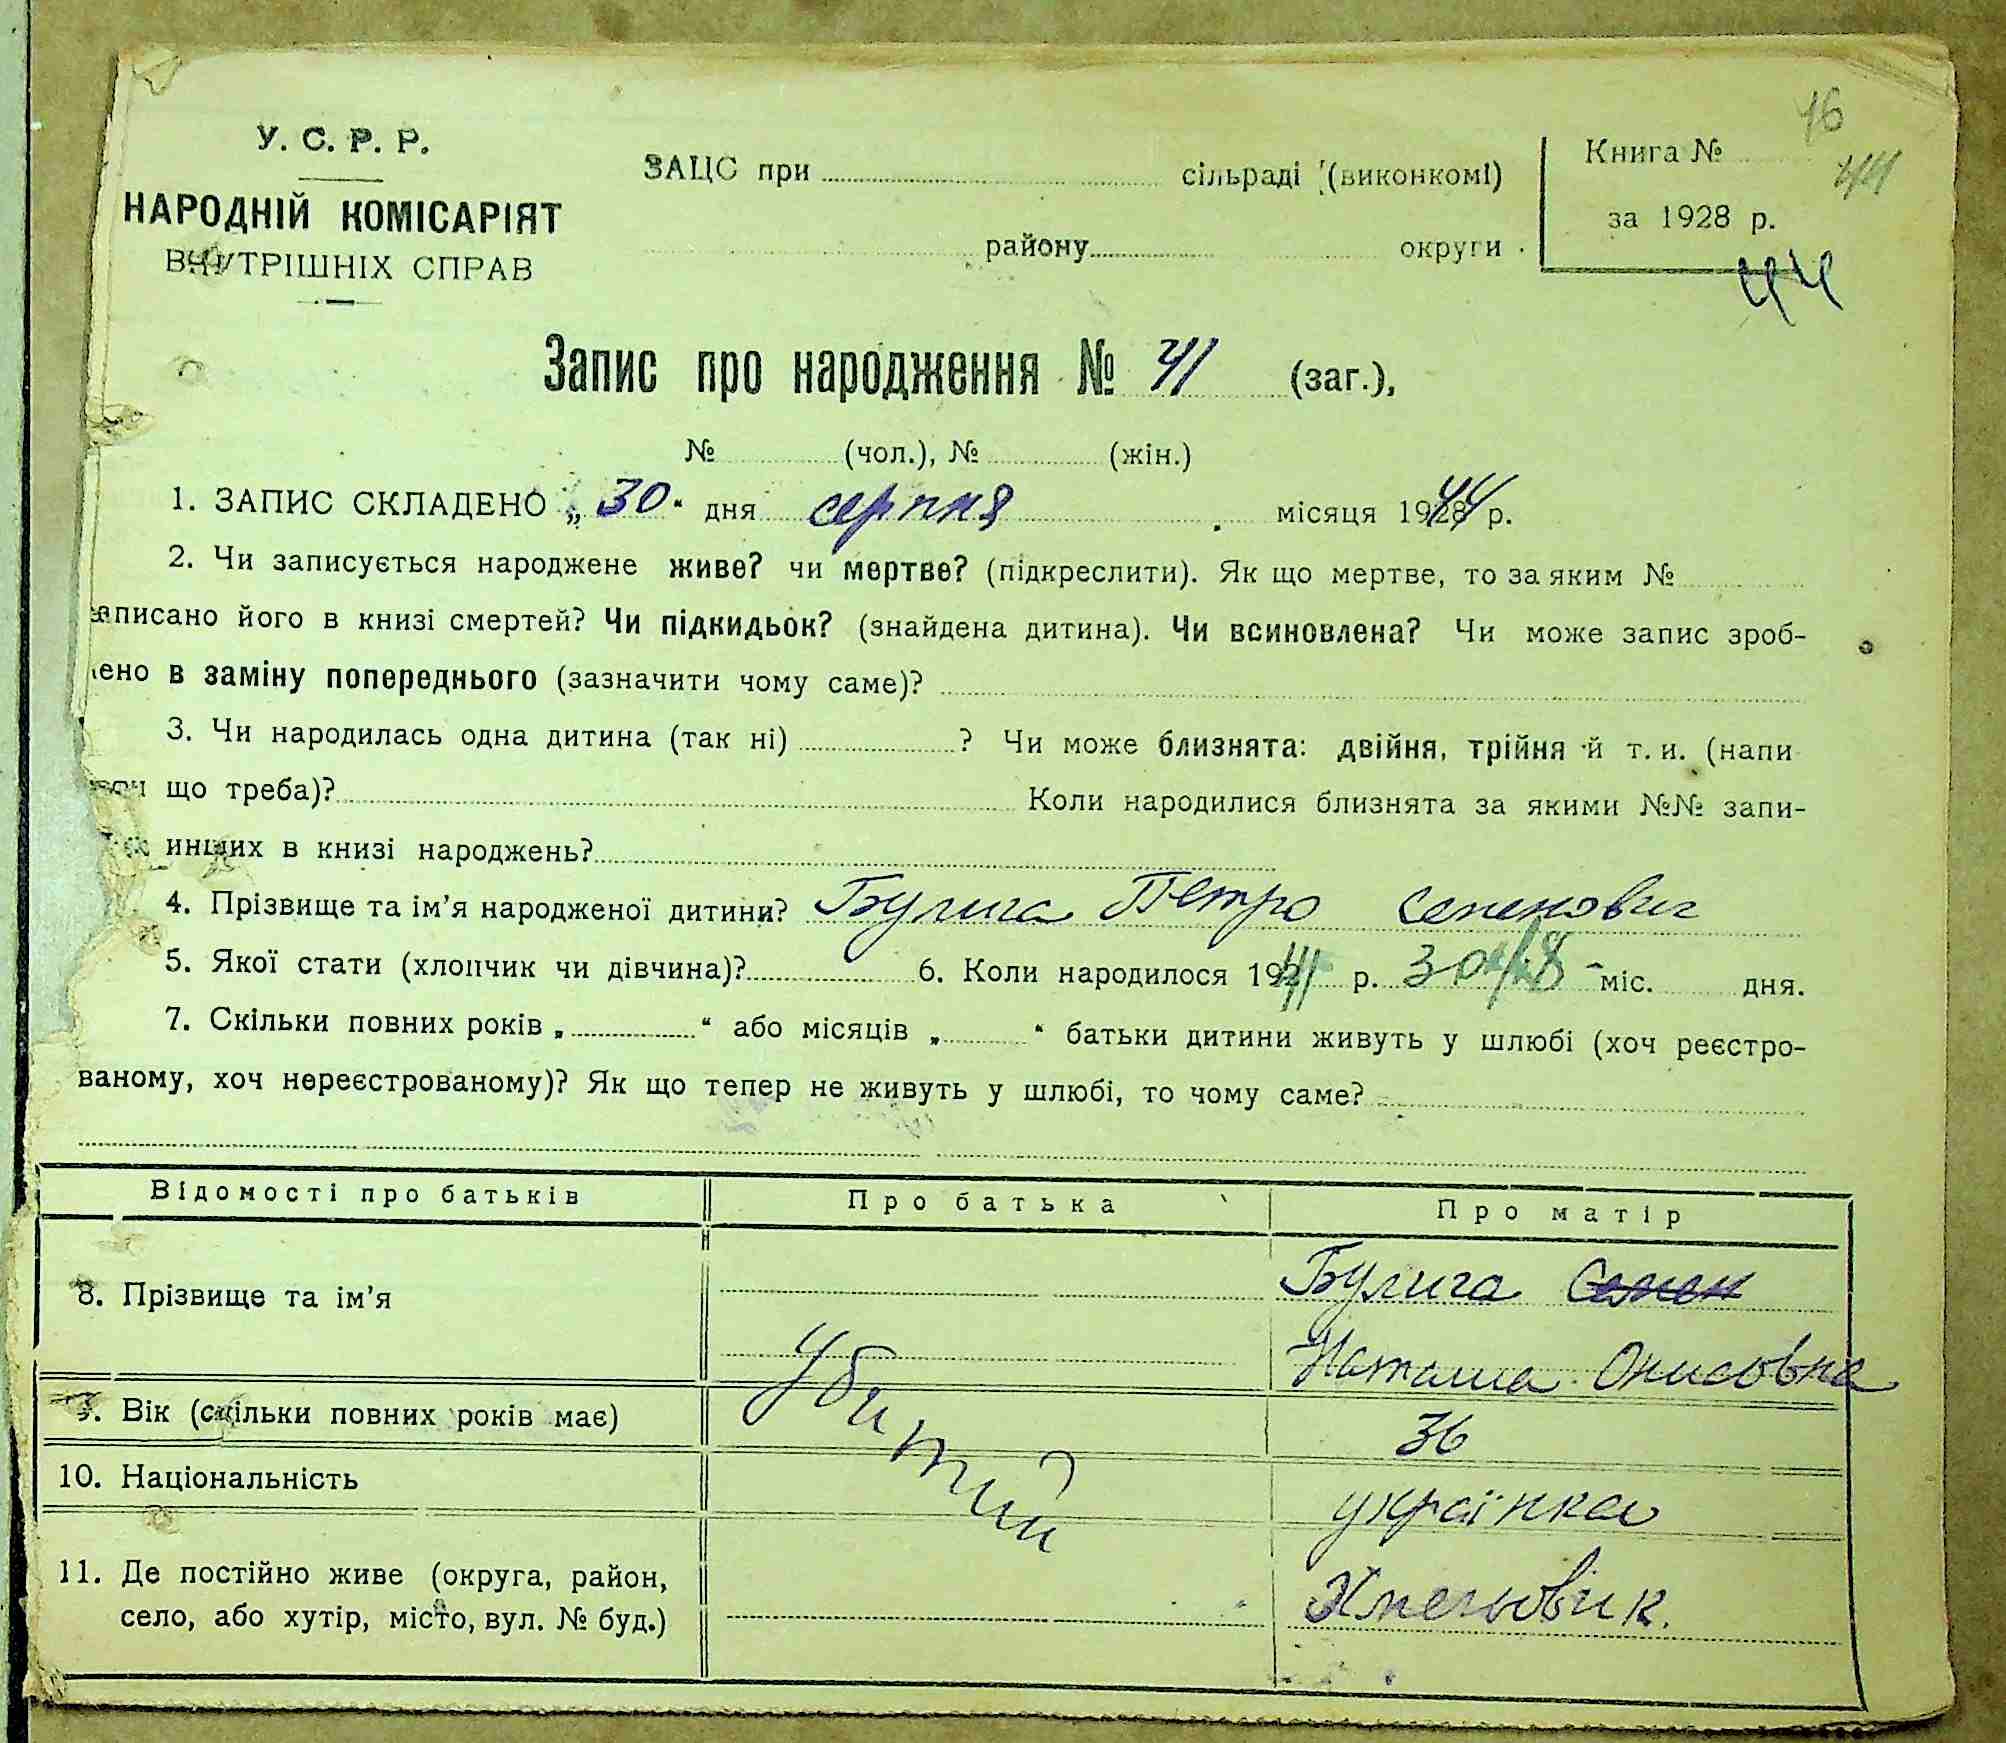 16
У. С. Р. Р.
НАРОДНІЙ КОМІСАРІЯТ
ВНУТРІШНІХ СПРАВ
ЗАЦС при сільраді (виконкомі)
району округи
Книга № 44
за 1928 р.
44
Запис про народження № 41 (заг.),
№ (чол.), № (жін.)
1. ЗАПИС СКЛАДЕНО „30“ дня серпня місяця 1944 р.
2. Чи записується народжене живе? чи мертве? (підкреслити). Як що мертве, то за яким №
записано його в книзі смертей? Чи підкидьок? (знайдена дитина). Чи всиновлена? Чи може запис зроб-
лено в заміну попереднього (зазначити чому саме)?
3. Чи народилась одна дитина (так ні) ? Чи може близнята: двійня, трійня й т. и. (напи
що треба)? Коли народилися близнята за якими №№ запи-
инших в книзі народжень?
4. Прізвище та ім’я народженої дитини? Булига Петро Семенович
5. Якої стати (хлопчик чи дівчина)? 6. Коли народилося 1941 р. 30/8 міс. дня.
7. Скільки повних років „ “ або місяців „ “ батьки дитини живуть у шлюбі (хоч реєстро-
ваному, хоч нереєстрованому)? Як що тепер не живуть у шлюбі, то чому саме?
Відомості про батьків Про батька Про матір
8. Прізвище та ім’я Булига Семен
Наталия Онисовна
Убитий
9. Вік (скільки повних років має) 36
10. Національність українка
11. Де постійно живе (округа, район, Хмельовік.
село, або хутір, місто, вул. № буд.)